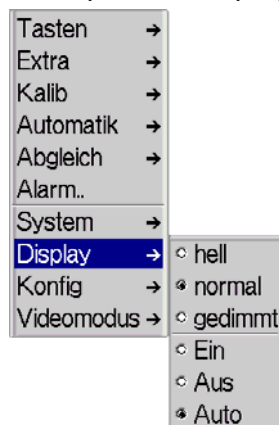 Tasten
Extra
Kalib
Automatik
Abgleich
Alarm..
System
Display
Konfig
Videomodus
hell
normal
gedimmt
Ein
Aus
Auto